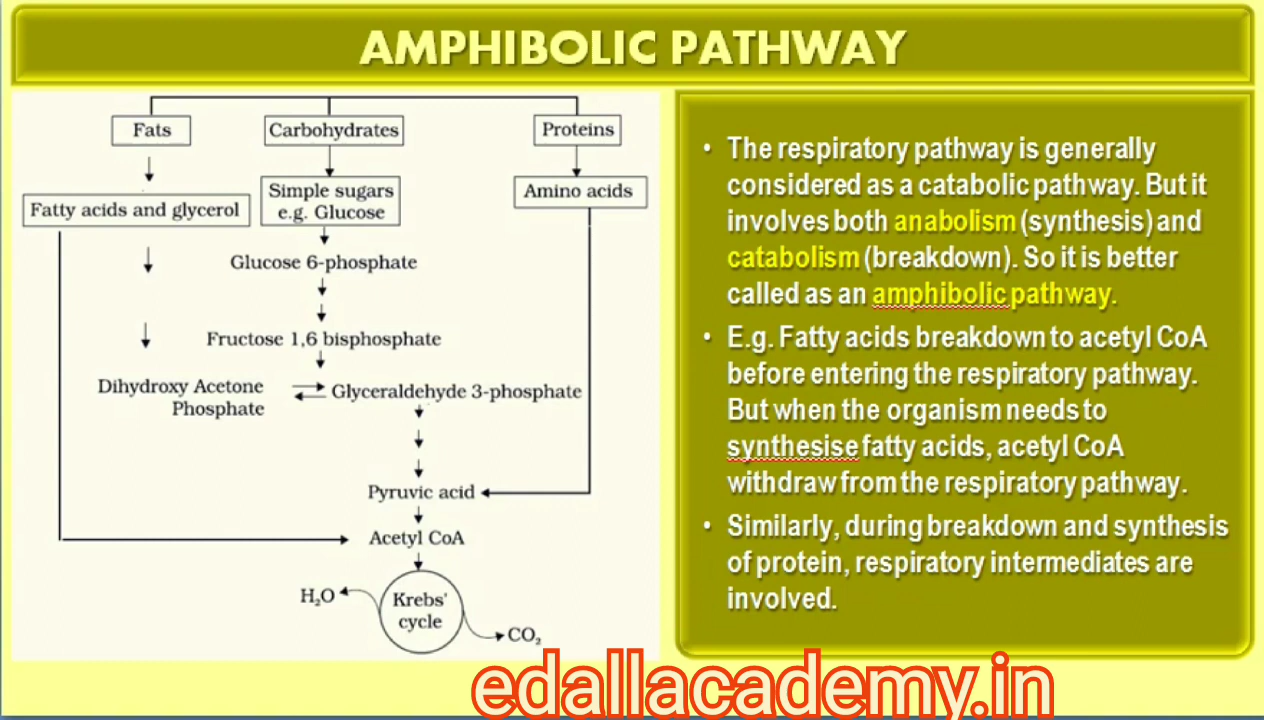 AMPHIBOLIC PATHWAY
Fats
Carbohydrates
Proteins
Fatty acids and glycerol
Simple sugars
e.g. Glucose
Amino acids
Glucose 6-phosphate
Fructose 1,6 bisphosphate
Dihydroxy Acetone
Phosphate
Glyceraldehyde 3-phosphate
Pyruvic acid
Acetyl CoA
H₂O
Krebs'
cycle
CO₂
• The respiratory pathway is generally
considered as a catabolic pathway. But it
involves both anabolism (synthesis) and
catabolism (breakdown). So it is better
called as an amphibolic pathway.
• E.g. Fatty acids breakdown to acetyl CoA
before entering the respiratory pathway.
But when the organism needs to
synthesise fatty acids, acetyl CoA
withdraw from the respiratory pathway.
• Similarly, during breakdown and synthesis
of protein, respiratory intermediates are
involved.
edallacademy.in